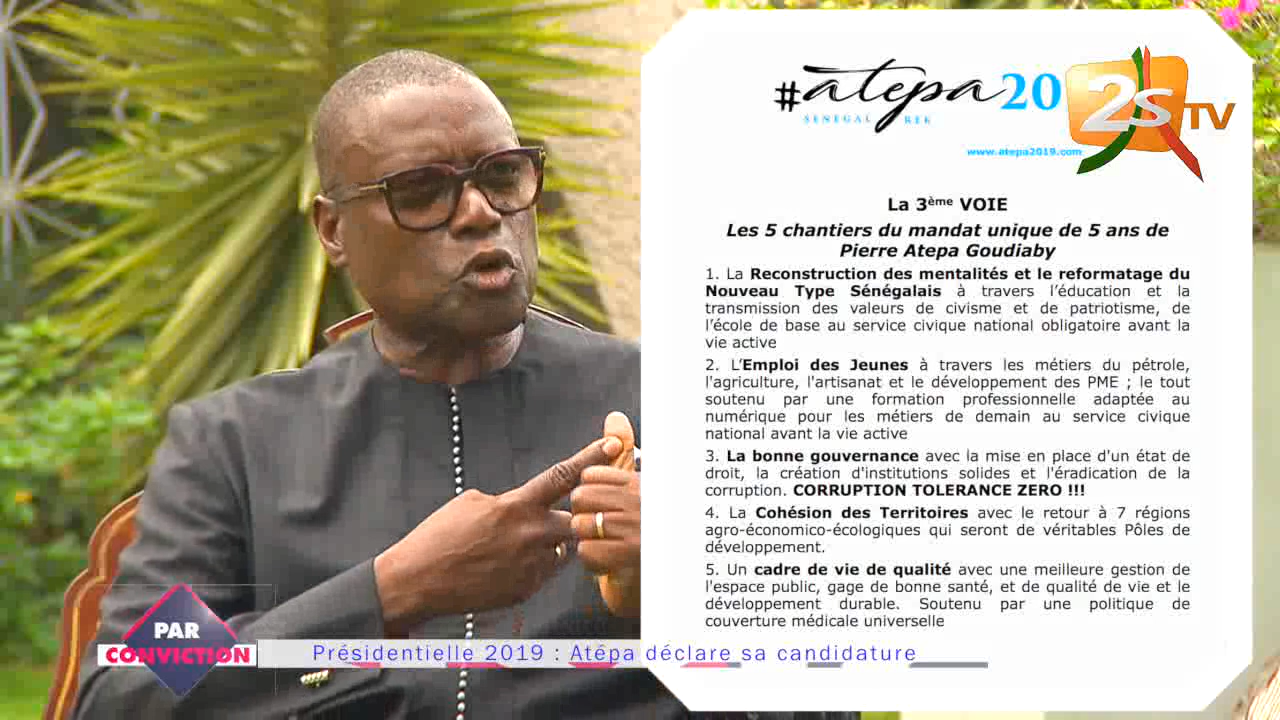 #atepa20
SENEGAL REK
www.atepa2019.com
2sTV
La 3ème VOIE
Les 5 chantiers du mandat unique de 5 ans de
Pierre Atepa Goudiaby
1. La Reconstruction des mentalités et le reformatage du
Nouveau Type Sénégalais à travers l’éducation et la
transmission des valeurs de civisme et de patriotisme, de
l’école de base au service civique national obligatoire avant la
vie active
2. L’Emploi des Jeunes à travers les métiers du pétrole,
l'agriculture, l'artisanat et le développement des PME ; le tout
soutenu par une formation professionnelle adaptée au
numérique pour les métiers de demain au service civique
national avant la vie active
3. La bonne gouvernance avec la mise en place d'un état de
droit, la création d'institutions solides et l'éradication de la
corruption. CORRUPTION TOLERANCE ZERO !!!
4. La Cohésion des Territoires avec le retour à 7 régions
agro-économico-écologiques qui seront de véritables Pôles de
développement.
5. Un cadre de vie de qualité avec une meilleure gestion de
l'espace public, gage de bonne santé, et de qualité de vie et le
développement durable. Soutenu par une politique de
couverture médicale universelle
PAR
CONVICTION
Présidentielle 2019 : Atépa déclare sa candidature